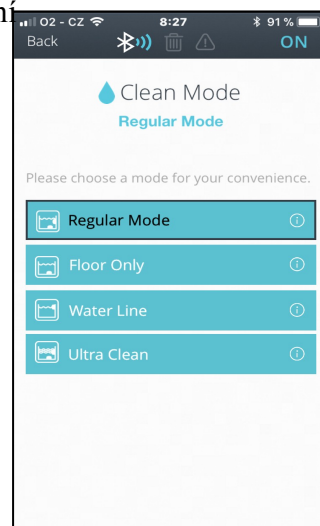 ní
O2 - CZ 8:27 91 %
Back ON
Clean Mode
Regular Mode
Please choose a mode for your convenience.
Regular Mode
Floor Only
Water Line
Ultra Clean